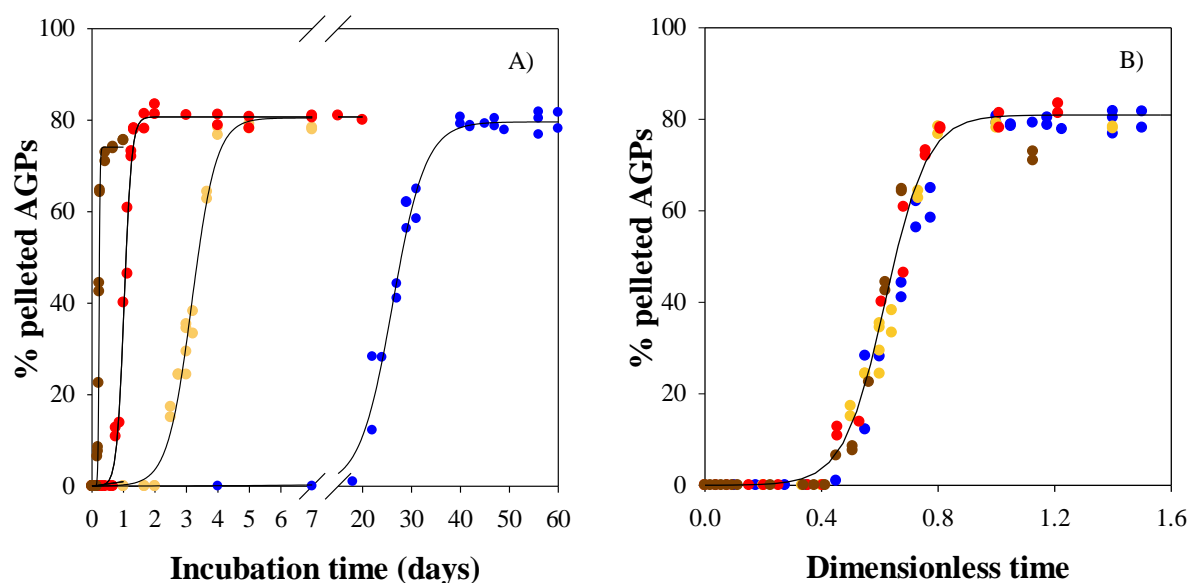 A)
% pelleted AGPs
100
80
60
40
20
0
0 1 2 3 4 5 6 7 20 30 40 50 60
Incubation time (days)
B)
% pelleted AGPs
100
80
60
40
20
0
0.0 0.4 0.8 1.2 1.6
Dimensionless time